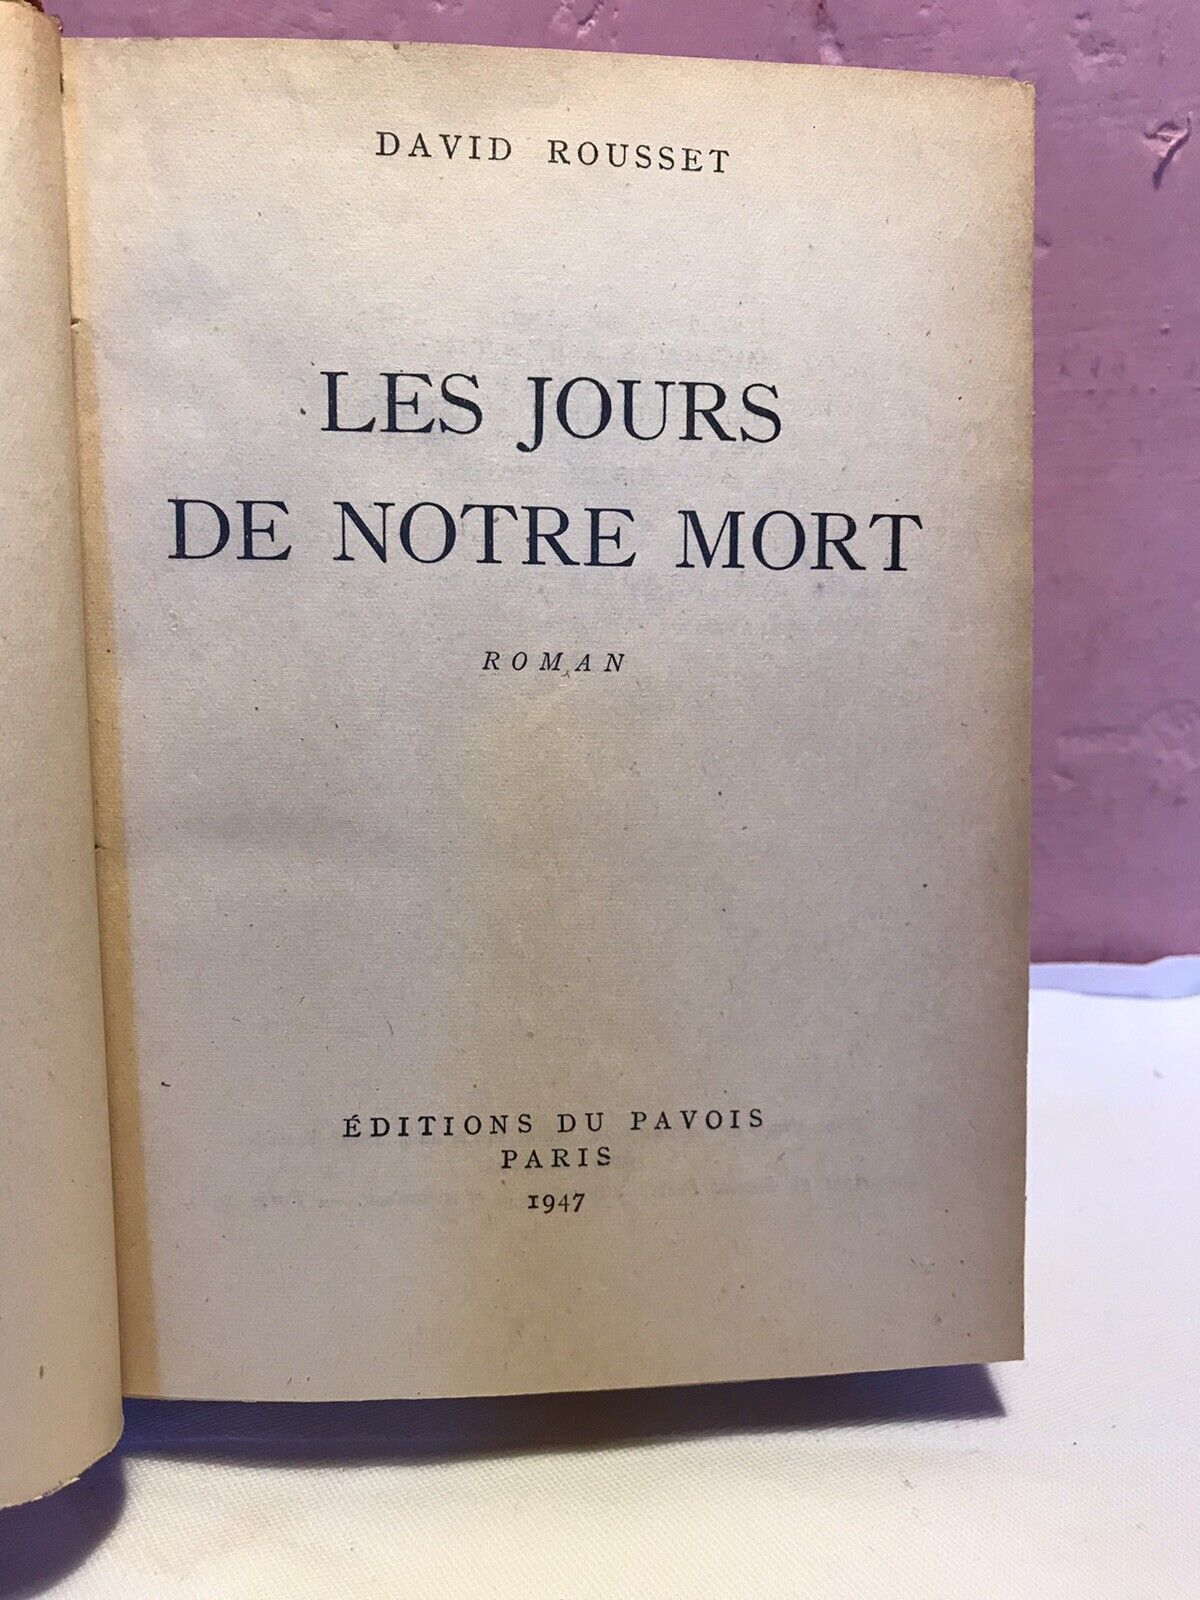 DAVID ROUSSET
LES JOURS
DE NOTRE MORT
ROMAN
ÉDITIONS DU PAVOIS
PARIS
1947